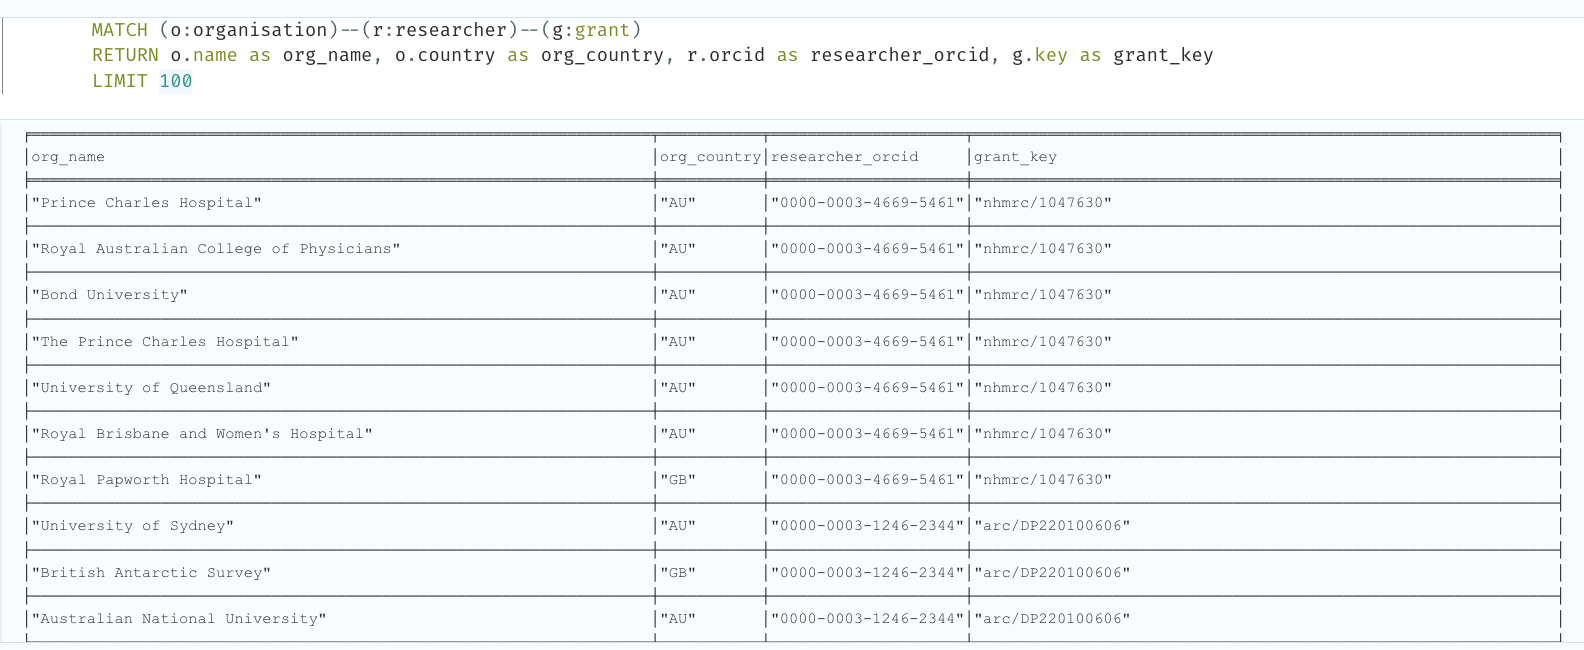 MATCH (o:organisation)--(r:researcher)--(g:grant)
RETURN o.name as org_name, o.country as org_country, r.orcid as researcher_orcid, g.key as grant_key
LIMIT 100
org_name org_country researcher_orcid grant_key
"Prince Charles Hospital" "AU" "0000-0003-4669-5461" "nhmrc/1047630"
"Royal Australian College of Physicians" "AU" "0000-0003-4669-5461" "nhmrc/1047630"
"Bond University" "AU" "0000-0003-4669-5461" "nhmrc/1047630"
"The Prince Charles Hospital" "AU" "0000-0003-4669-5461" "nhmrc/1047630"
"University of Queensland" "AU" "0000-0003-4669-5461" "nhmrc/1047630"
"Royal Brisbane and Women's Hospital" "AU" "0000-0003-4669-5461" "nhmrc/1047630"
"Royal Papworth Hospital" "GB" "0000-0003-4669-5461" "nhmrc/1047630"
"University of Sydney" "AU" "0000-0003-1246-2344" "arc/DP220100606"
"British Antarctic Survey" "GB" "0000-0003-1246-2344" "arc/DP220100606"
"Australian National University" "AU" "0000-0003-1246-2344" "arc/DP220100606"